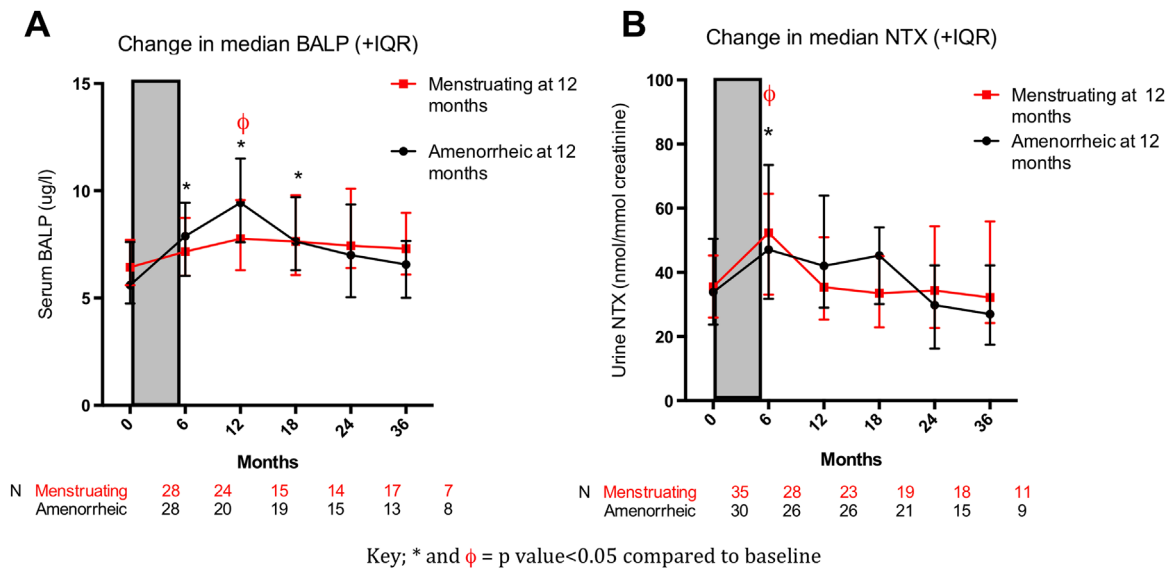 A
Change in median BALP (+IQR)
Menstruating at 12
months
ϕ
*
Amenorrheic at 12
months
*
*
Serum BALP (ug/l)
15
10
5
0
0 6 12 18 24 36
Months
N Menstruating 28 24 15 14 17 7
Amenorrheic 28 20 19 15 13 8
B
Change in median NTX (+IQR)
Menstruating at 12
months
ϕ
*
Amenorrheic at 12
months
Urine NTX (nmol/mmol creatinine)
100
80
60
40
20
0
0 6 12 18 24 36
Months
N Menstruating 35 28 23 19 18 11
Amenorrheic 30 26 26 21 15 9
Key; * and ϕ = p value<0.05 compared to baseline